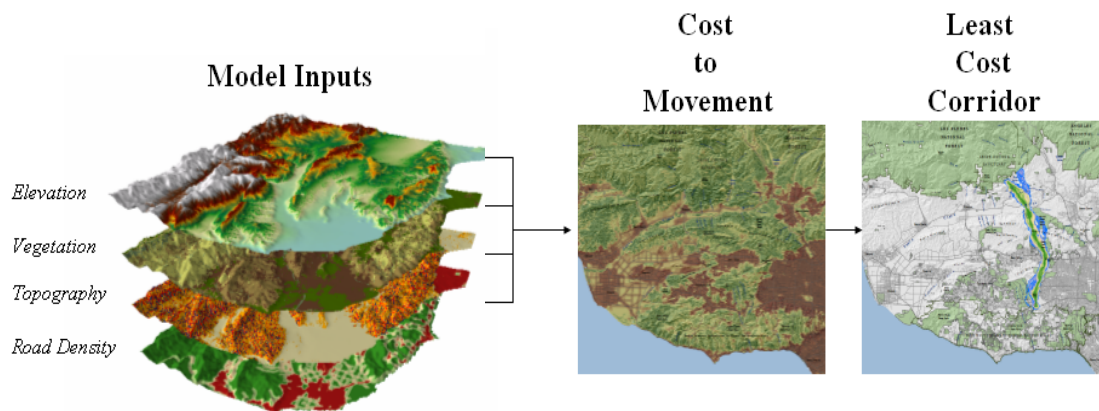 Model Inputs
Elevation
Vegetation
Topography
Road Density
Cost
to
Movement
Least
Cost
Corridor